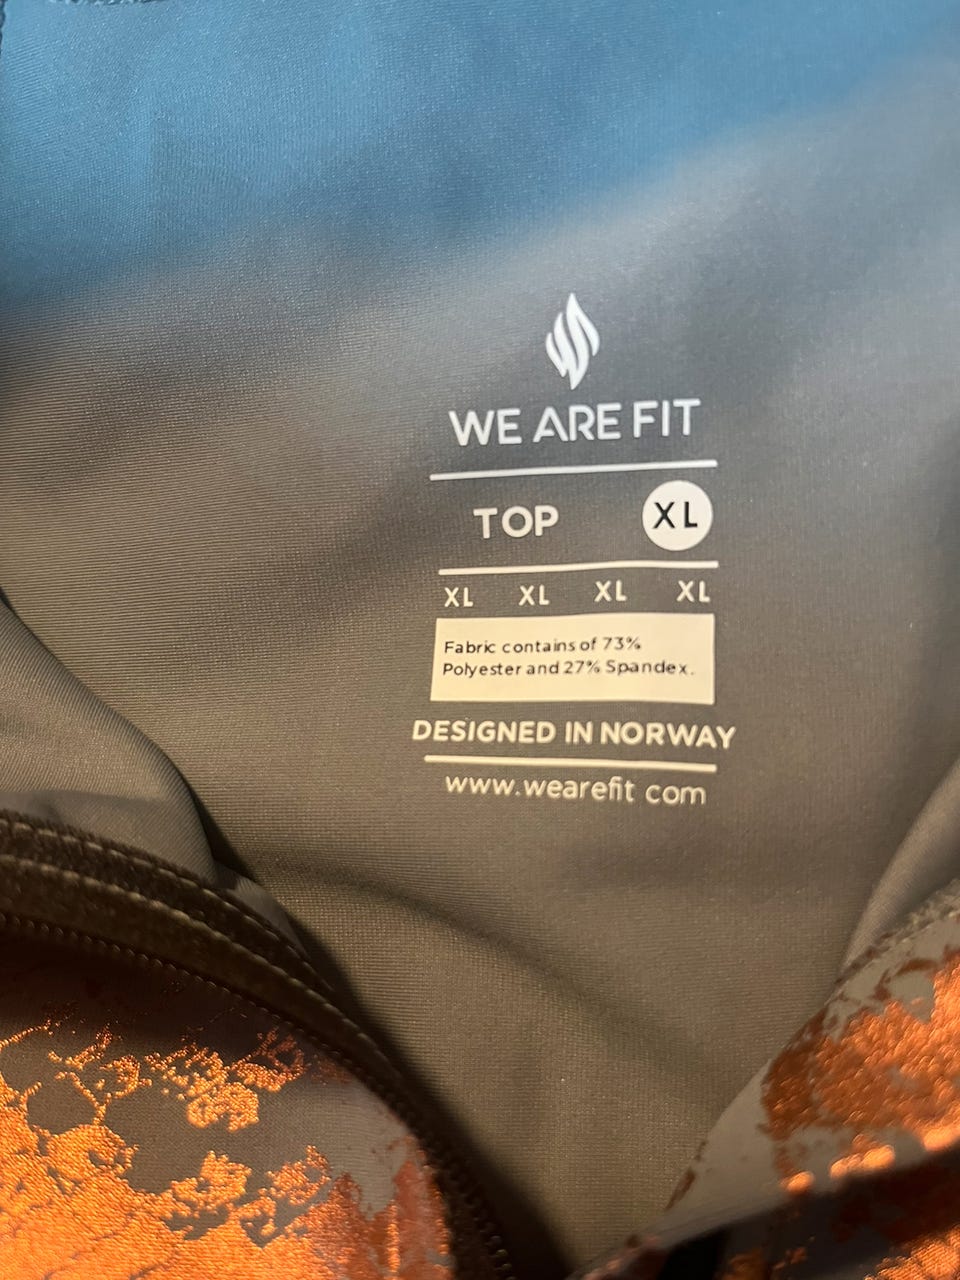 WE ARE FIT
TOP XL
XL XL XL XL
Fabric contains of 73%
Polyester and 27% Spandex.
DESIGNED IN NORWAY
www.wearefit com